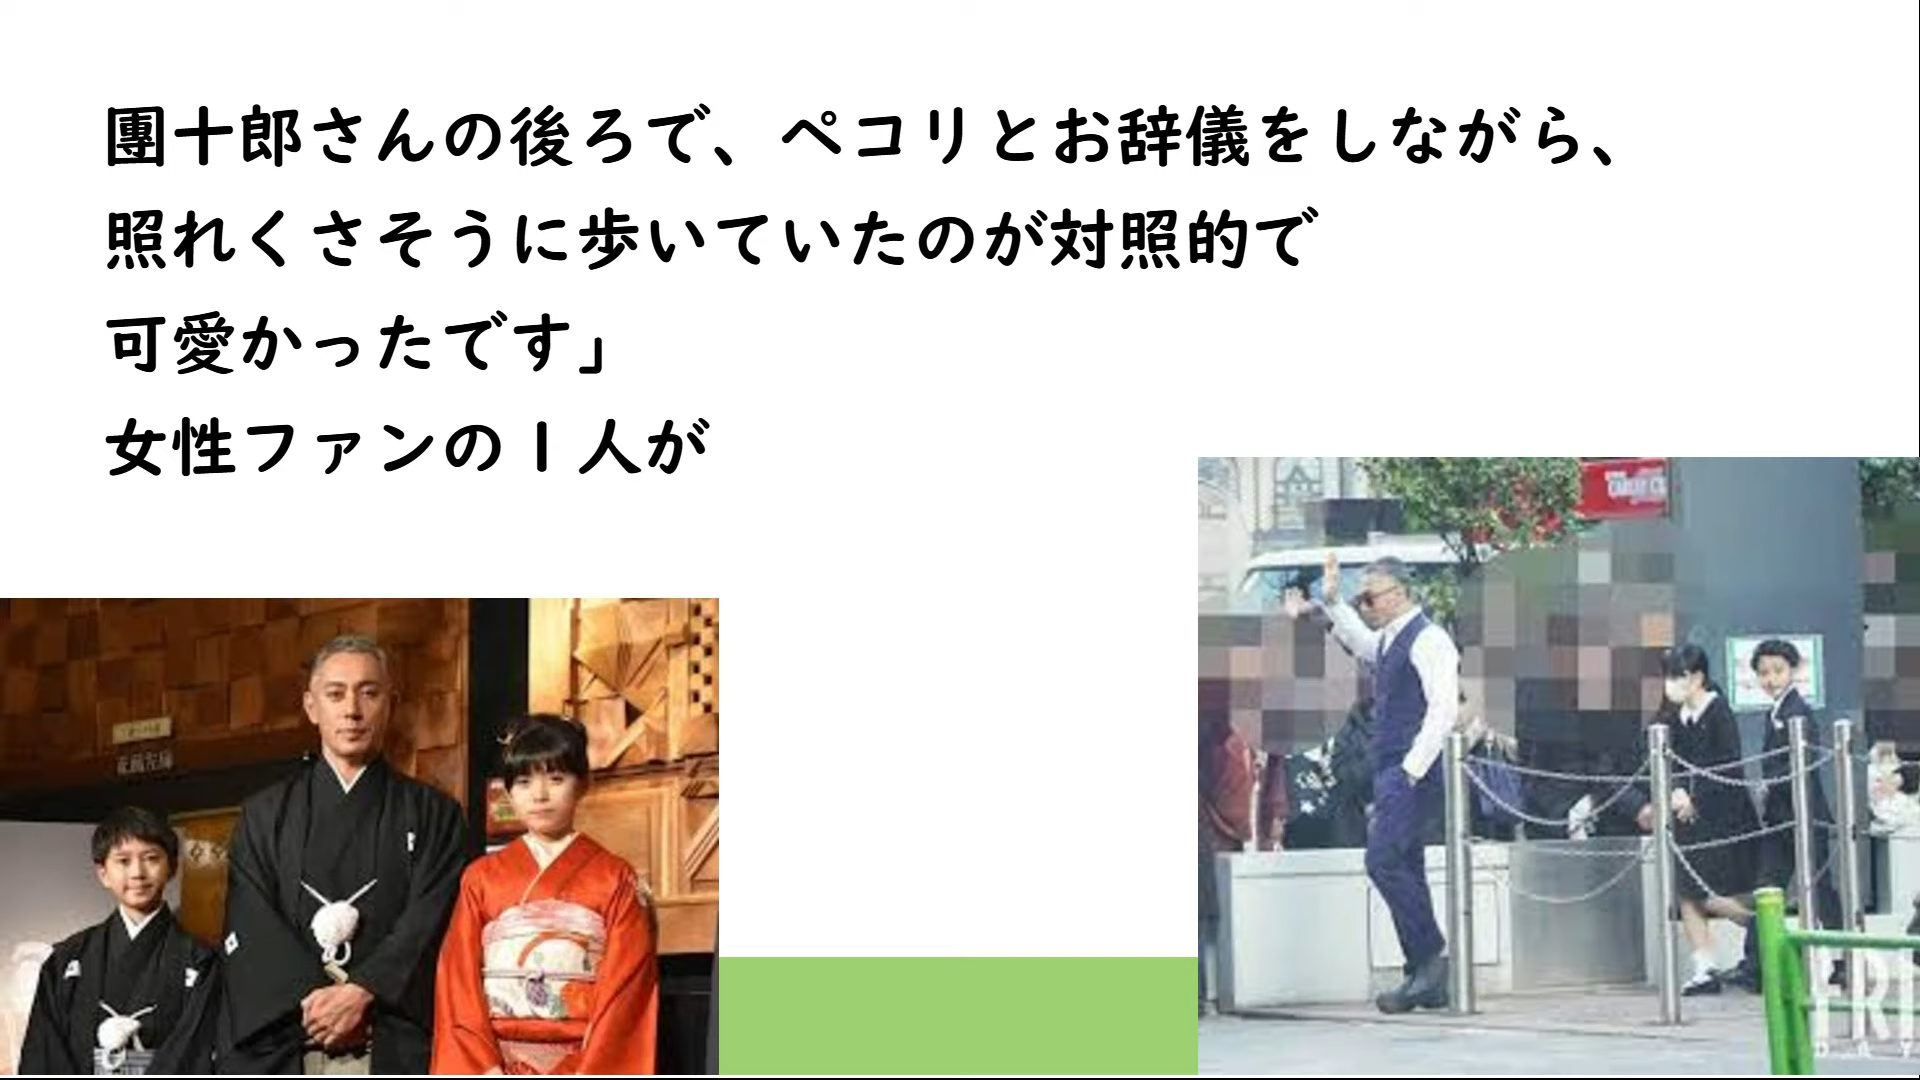 團十郎さんの後ろで、ペコリとお辞儀をしながら、
照れくさそうに歩いていたのが対照的で
可愛かったです」
女性ファンの１人が
FRI
DAY